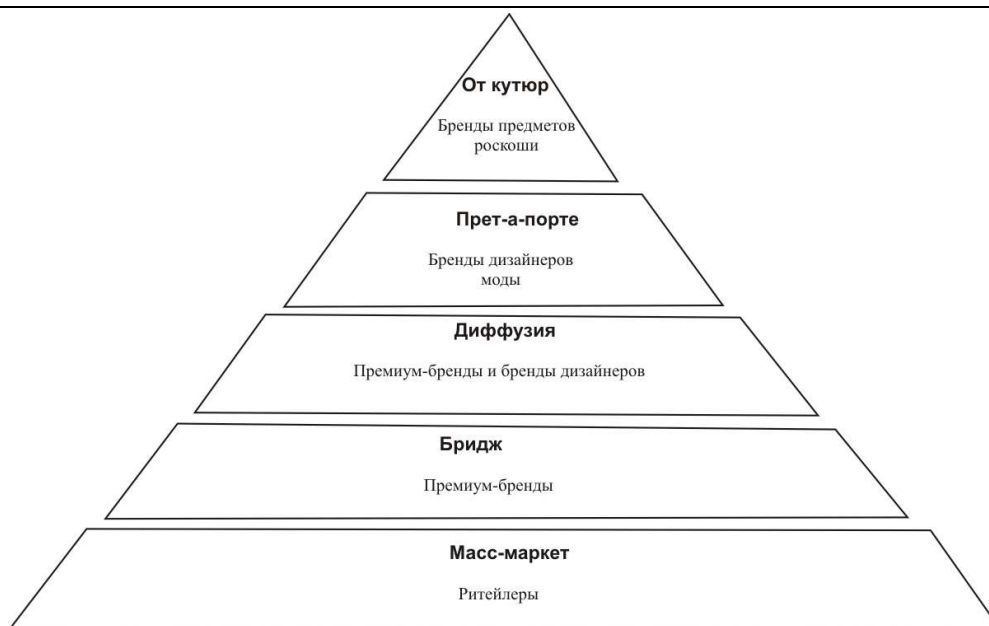 От кутюр
Бренды предметов
роскоши
Прет-а-порте
Бренды дизайнеров
моды
Диффузия
Премиум-бренды и бренды дизайнеров
Бридж
Премиум-бренды
Масс-маркет
Ритейлеры